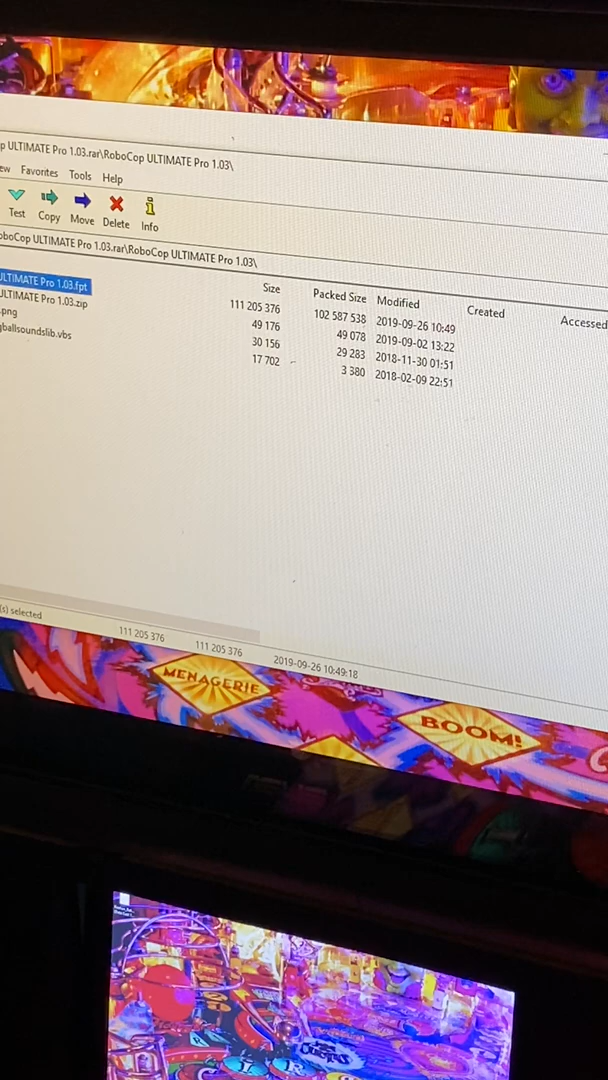 p ULTIMATE Pro 1.03.rar\RoboCop ULTIMATE Pro 1.03\
ew Favorites Tools Help
Test Copy Move Delete Info
oboCop ULTIMATE Pro 1.03.rar\RoboCop ULTIMATE Pro 1.03\
Size Packed Size Modified Created Accessed
ULTIMATE Pro 1.03.fpt 111 205 376 102 587 538 2019-09-26 10:49
ULTIMATE Pro 1.03.zip 49 176 49 078 2019-09-02 13:22
.png 30 156 29 283 2018-11-30 01:51
gballsoundslib.vbs 17 702 3 380 2018-02-09 22:51
(s) selected 111 205 376 111 205 376 2019-09-26 10:49:18
MENAGERIE
BOOM!